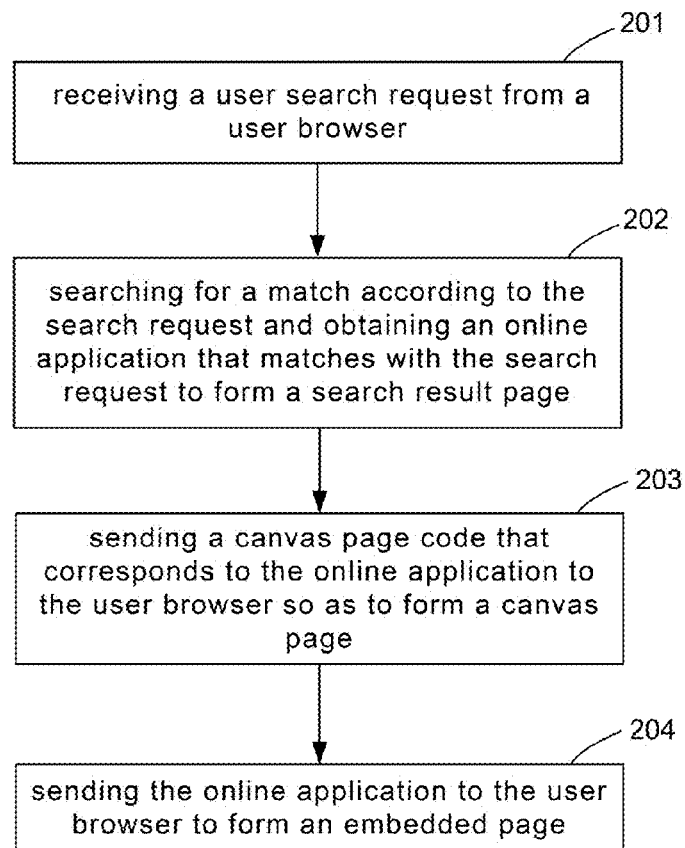 201
receiving a user search request from a
user browser
202
searching for a match according to the
search request and obtaining an online
application that matches with the search
request to form a search result page
203
sending a canvas page code that
corresponds to the online application to
the user browser so as to form a canvas
page
204
sending the online application to the user
browser to form an embedded page